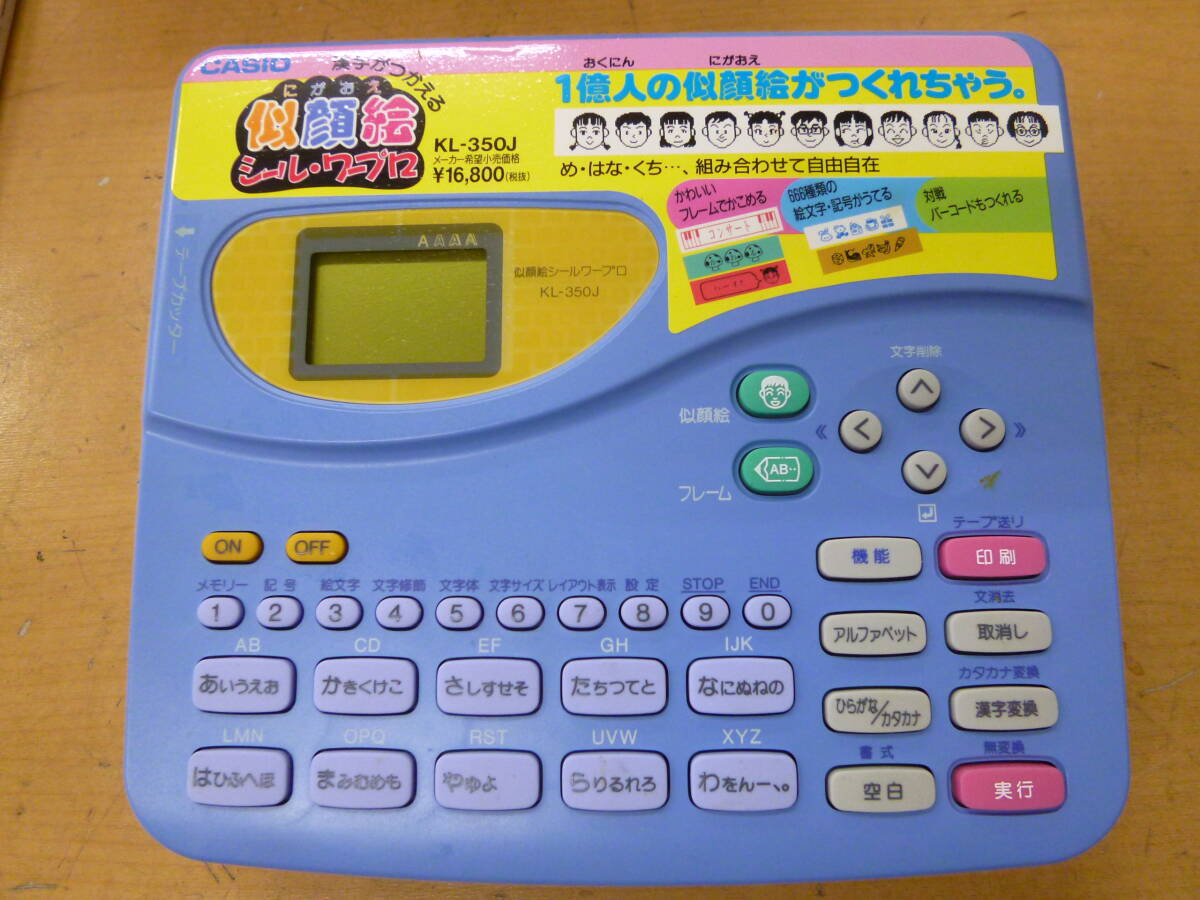 CASIO
漢字がつかえる
にがおえ
似顔絵
シール・ワープロ
KL-350J
メーカー希望小売価格
¥16,800(税抜)
おくにん にがおえ
1億人の似顔絵がつくれちゃう。
め・はな・くち…、組み合わせて自由自在
かわいい
フレームでかこめる
コンサート
666種類の
絵文字・記号がうてる
対戦
バーコードもつくれる
テープカッター
AAAA
似顔絵シールワープロ
KL-350J
文字削除
似顔絵
フレーム
AB‥
テープ送り
ON OFF
機能 印刷
メモリー 記号 絵文字 文字修飾 文字体 文字サイズ レイアウト表示 設定 STOP END
1 2 3 4 5 6 7 8 9 0
文消去
アルファベット 取消し
AB CD EF GH IJK
あいうえお かきくけこ さしすせそ たちつてと なにぬねの
カタカナ変換
ひらがな/カタカナ 漢字変換
LMN OPQ RST UVW XYZ
はひふへほ まみむめも やゆよ らりるれろ わをんー、。
書式 無変換
空白 実行